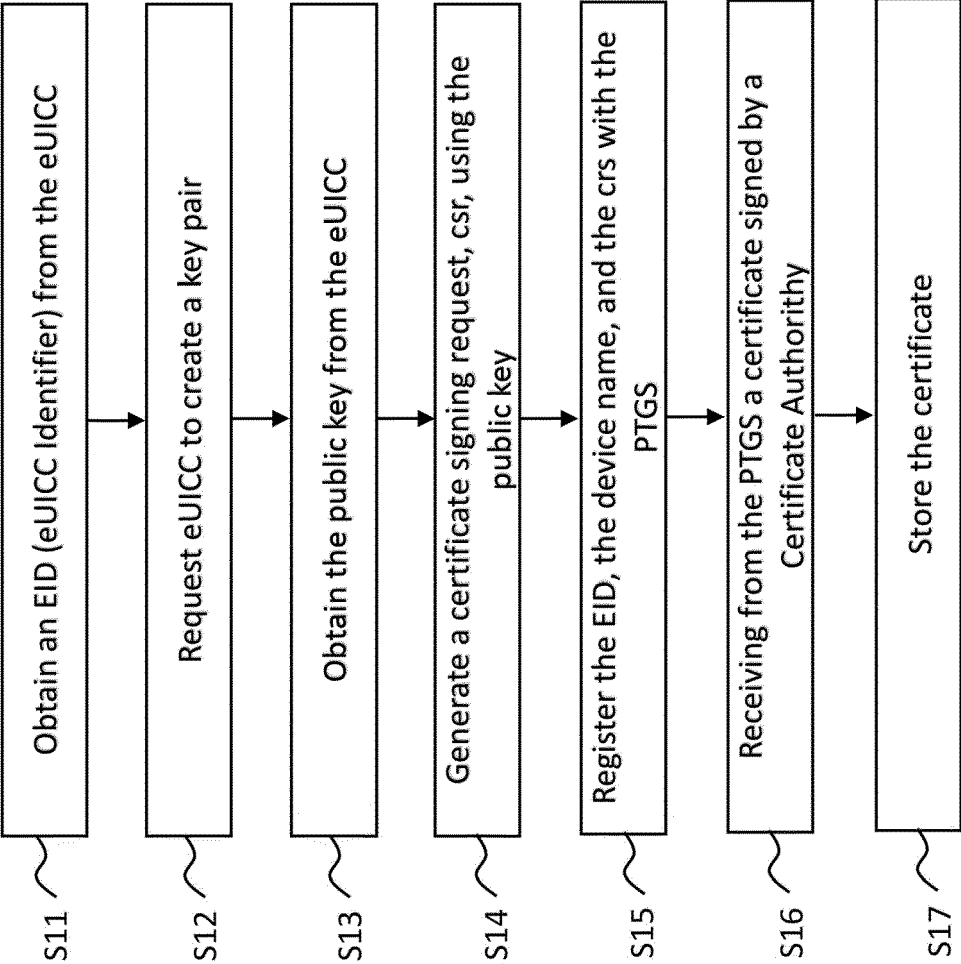 S11
Obtain an EID (eUICC Identifier) from the eUICC
S12
Request eUICC to create a key pair
S13
Obtain the public key from the eUICC
S14
Generate a certificate signing request, csr, using the
public key
S15
Register the EID, the device name, and the crs with the
PTGS
S16
Receiving from the PTGS a certificate signed by a
Certificate Authorithy
S17
Store the certificate